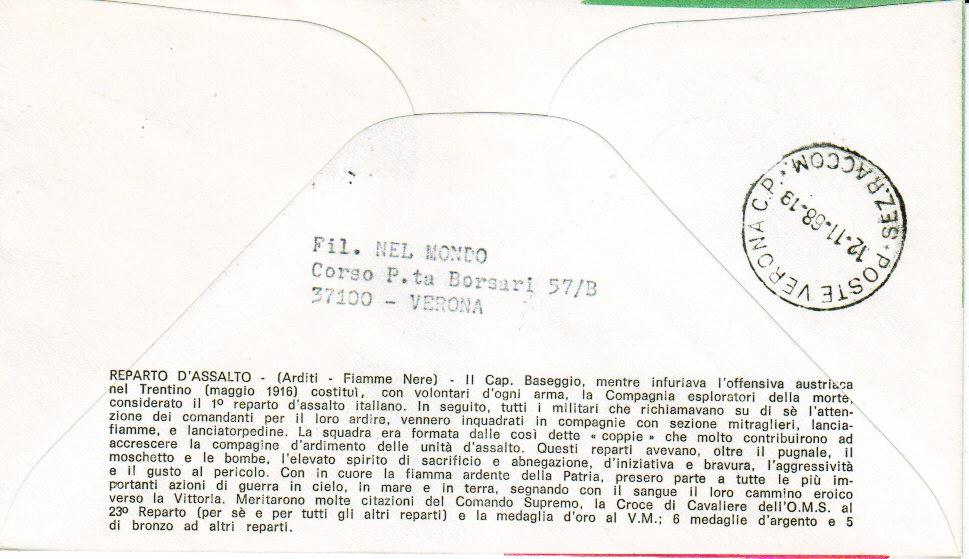 POSTE VERONA C.P. * SEZ.RACCOM. *
12-11-68-19
Fil. NEL MONDO
Corso P.ta Borsari 57/B
37100 - VERONA
REPARTO D'ASSALTO - (Arditi - Fiamme Nere) - Il Cap. Baseggio, mentre infuriava l'offensiva austriaca
nel Trentino (maggio 1916) costituì, con volontari d'ogni arma, la Compagnia esploratori della morte,
considerato il 1º reparto d'assalto italiano. In seguito, tutti i militari che richiamavano su di sè l'atten-
zione dei comandanti per il loro ardire, vennero inquadrati in compagnie con sezione mitraglieri, lancia-
fiamme, e lanciatorpedine. La squadra era formata dalle così dette « coppie » che molto contribuirono ad
accrescere la compagine d'ardimento delle unità d'assalto. Questi reparti avevano, oltre il pugnale, il
moschetto e le bombe, l'elevato spirito di sacrificio e abnegazione, d'iniziativa e bravura, l'aggressività
e il gusto al pericolo. Con in cuore la fiamma ardente della Patria, presero parte a tutte le più im-
portanti azioni di guerra in cielo, in mare e in terra, segnando con il sangue il loro cammino eroico
verso la Vittoria. Meritarono molte citazioni del Comando Supremo, la Croce di Cavaliere dell'O.M.S. al
23º Reparto (per sè e per tutti gli altri reparti) e la medaglia d'oro al V.M.; 6 medaglie d'argento e 5
di bronzo ad altri reparti.